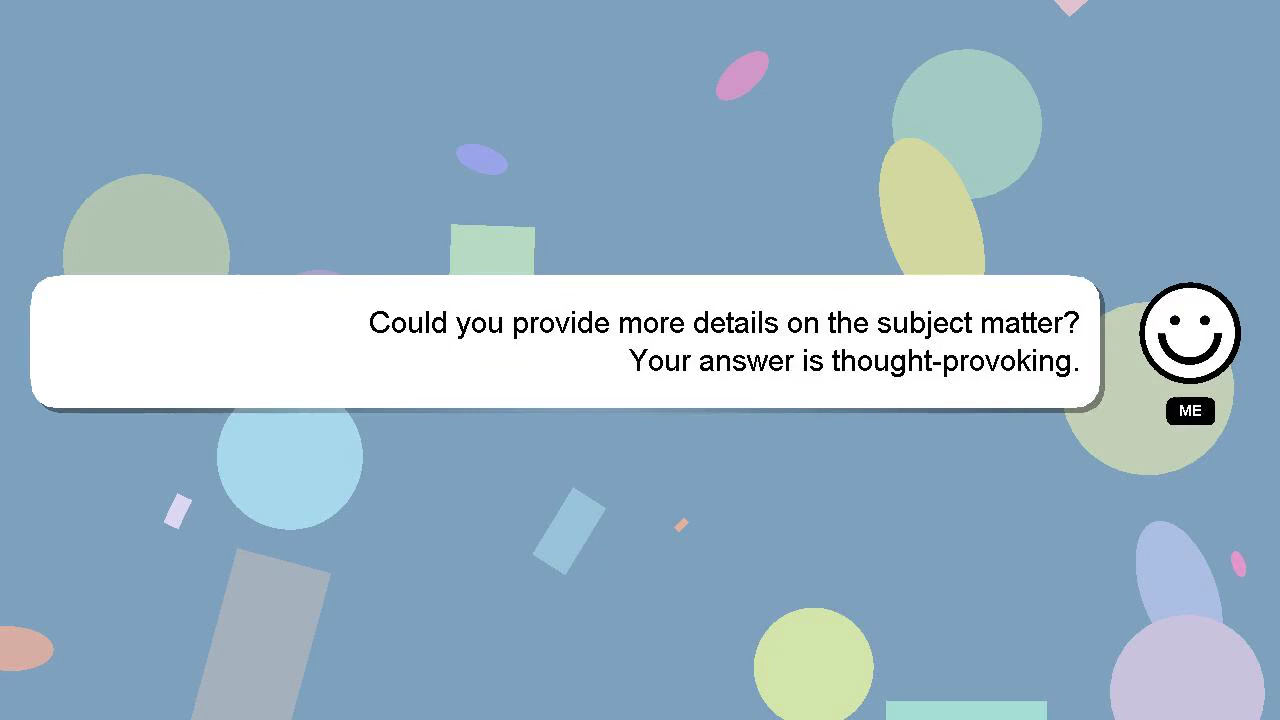 Could you provide more details on the subject matter?
Your answer is thought-provoking.
ME